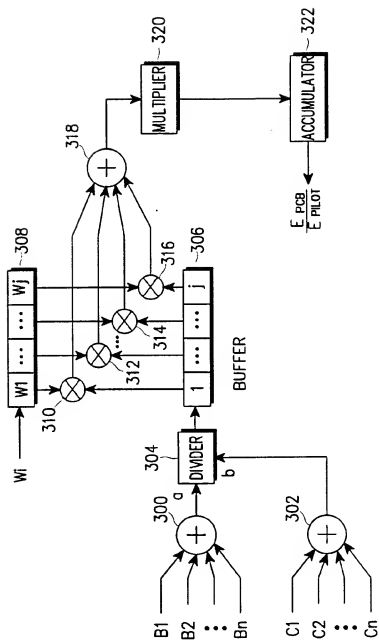 308
Wi
W1 ... ... Wj
318
320
310
312
314
316
MULTIPLIER
306
1 ... ... j
BUFFER
322
ACCUMULATOR
E PCB
E PILOT
304
DIVIDER
a
b
300
B1
B2
Bn
302
C1
C2
Cn